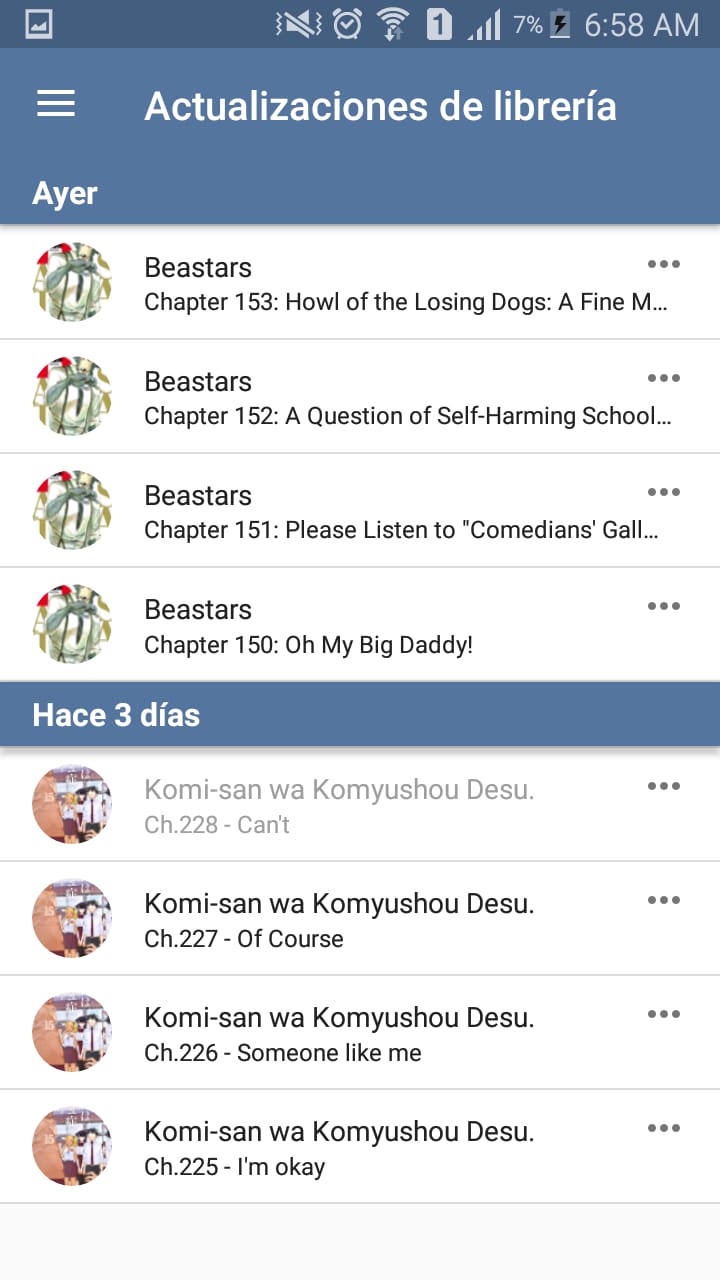 1 7% 6:58 AM
Actualizaciones de librería
Ayer
Beastars
Chapter 153: Howl of the Losing Dogs: A Fine M...
Beastars
Chapter 152: A Question of Self-Harming School...
Beastars
Chapter 151: Please Listen to "Comedians' Gall...
Beastars
Chapter 150: Oh My Big Daddy!
Hace 3 días
Komi-san wa Komyushou Desu.
Ch.228 - Can't
Komi-san wa Komyushou Desu.
Ch.227 - Of Course
Komi-san wa Komyushou Desu.
Ch.226 - Someone like me
Komi-san wa Komyushou Desu.
Ch.225 - I'm okay